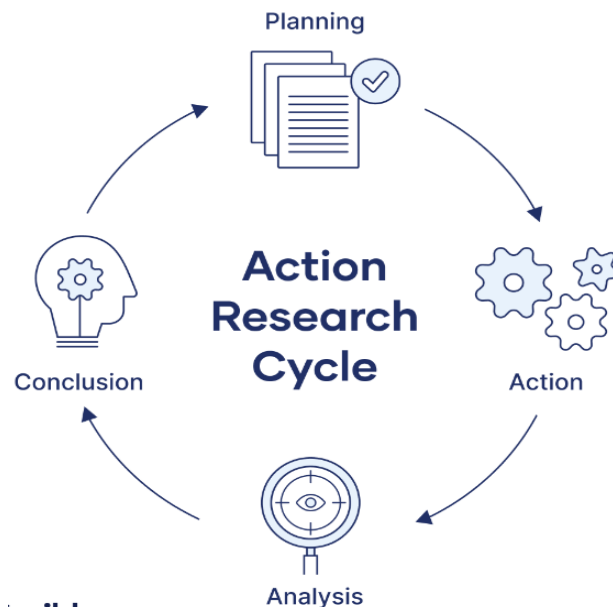 Planning
Action
Research
Cycle
Conclusion
Action
Analysis